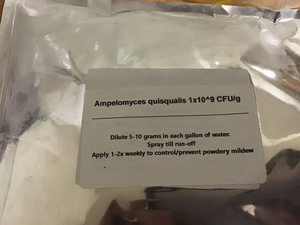 Ampelomyces quisqualis 1x10^9 CFU/g
Dilute 5-10 grams in each gallon of water.
Spray till run-off
Apply 1-2x weekly to control/prevent powdery mildew